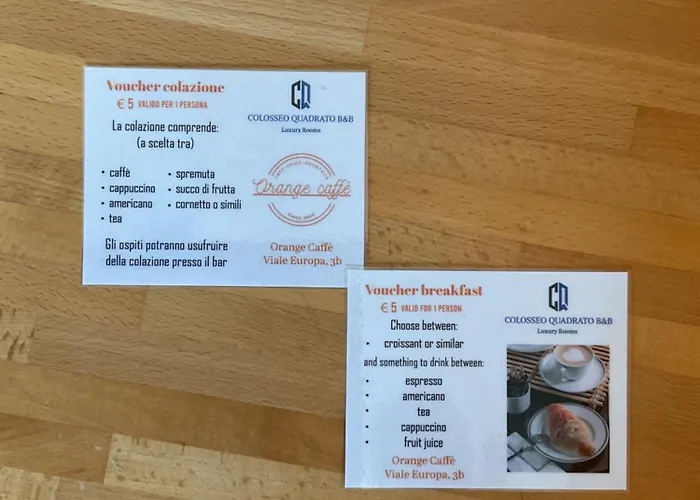 Voucher colazione
€ 5 VALIDO PER 1 PERSONA
La colazione comprende:
(a scelta tra)
• caffè
• cappuccino
• americano
• tea
• spremuta
• succo di frutta
• cornetto o simili
Gli ospiti potranno usufruire
della colazione presso il bar
COLOSSEO QUADRATO B&B
Luxury Rooms
Orange caffè
Orange Caffè
Viale Europa, 3b
Voucher breakfast
€ 5 VALID FOR 1 PERSON
Choose between:
• croissant or similar
and something to drink between:
• espresso
• americano
• tea
• cappuccino
• fruit juice
Orange Caffè
Viale Europa, 3b
COLOSSEO QUADRATO B&B
Luxury Rooms